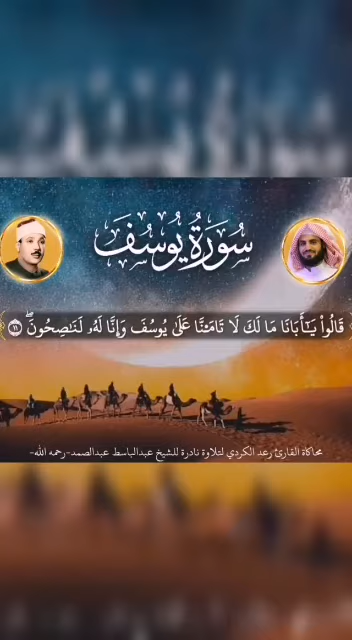 سُورَةُ يُوسُفَ
قَالُوا۟ يَـٰٓأَبَانَا مَا لَكَ لَا تَأْمَ۫نَّا عَلَىٰ يُوسُفَ وَإِنَّا لَهُۥ لَنَـٰصِحُونَ ۖ ١١
محاكاة القارئ رعد الكردي لتلاوة نادرة للشيخ عبدالباسط عبدالصمد-رحمه الله-